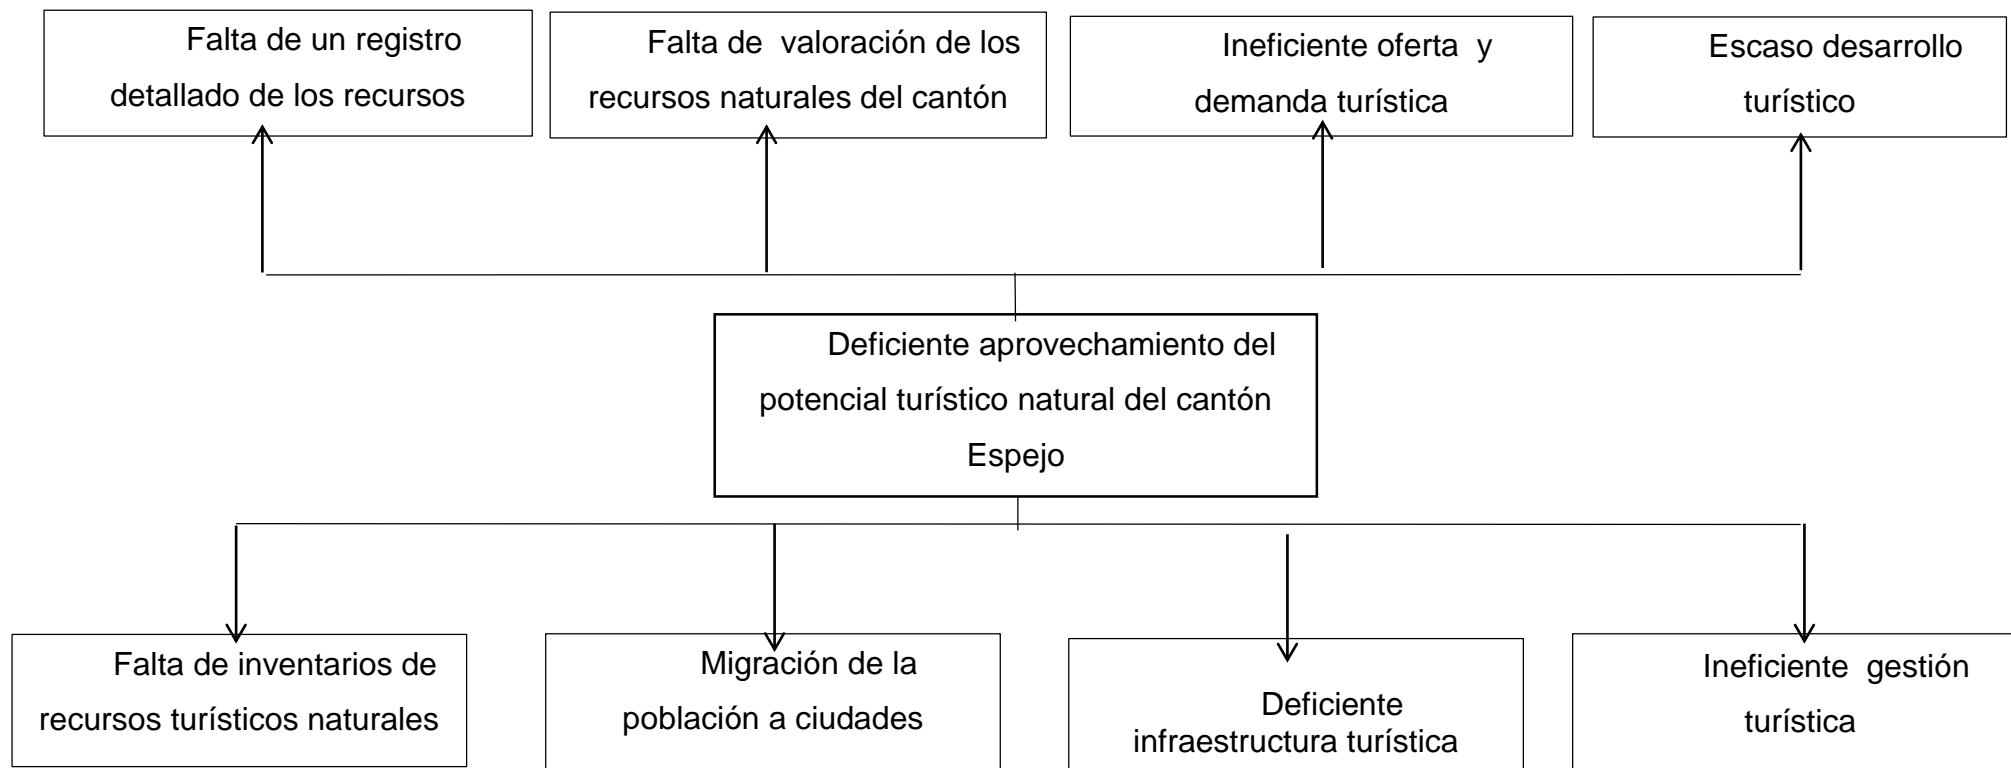 Falta de un registro
detallado de los recursos
Falta de valoración de los
recursos naturales del cantón
Ineficiente oferta y
demanda turística
Escaso desarrollo
turístico
Deficiente aprovechamiento del
potencial turístico natural del cantón
Espejo
Falta de inventarios de
recursos turísticos naturales
Migración de la
población a ciudades
Deficiente
infraestructura turística
Ineficiente gestión
turística